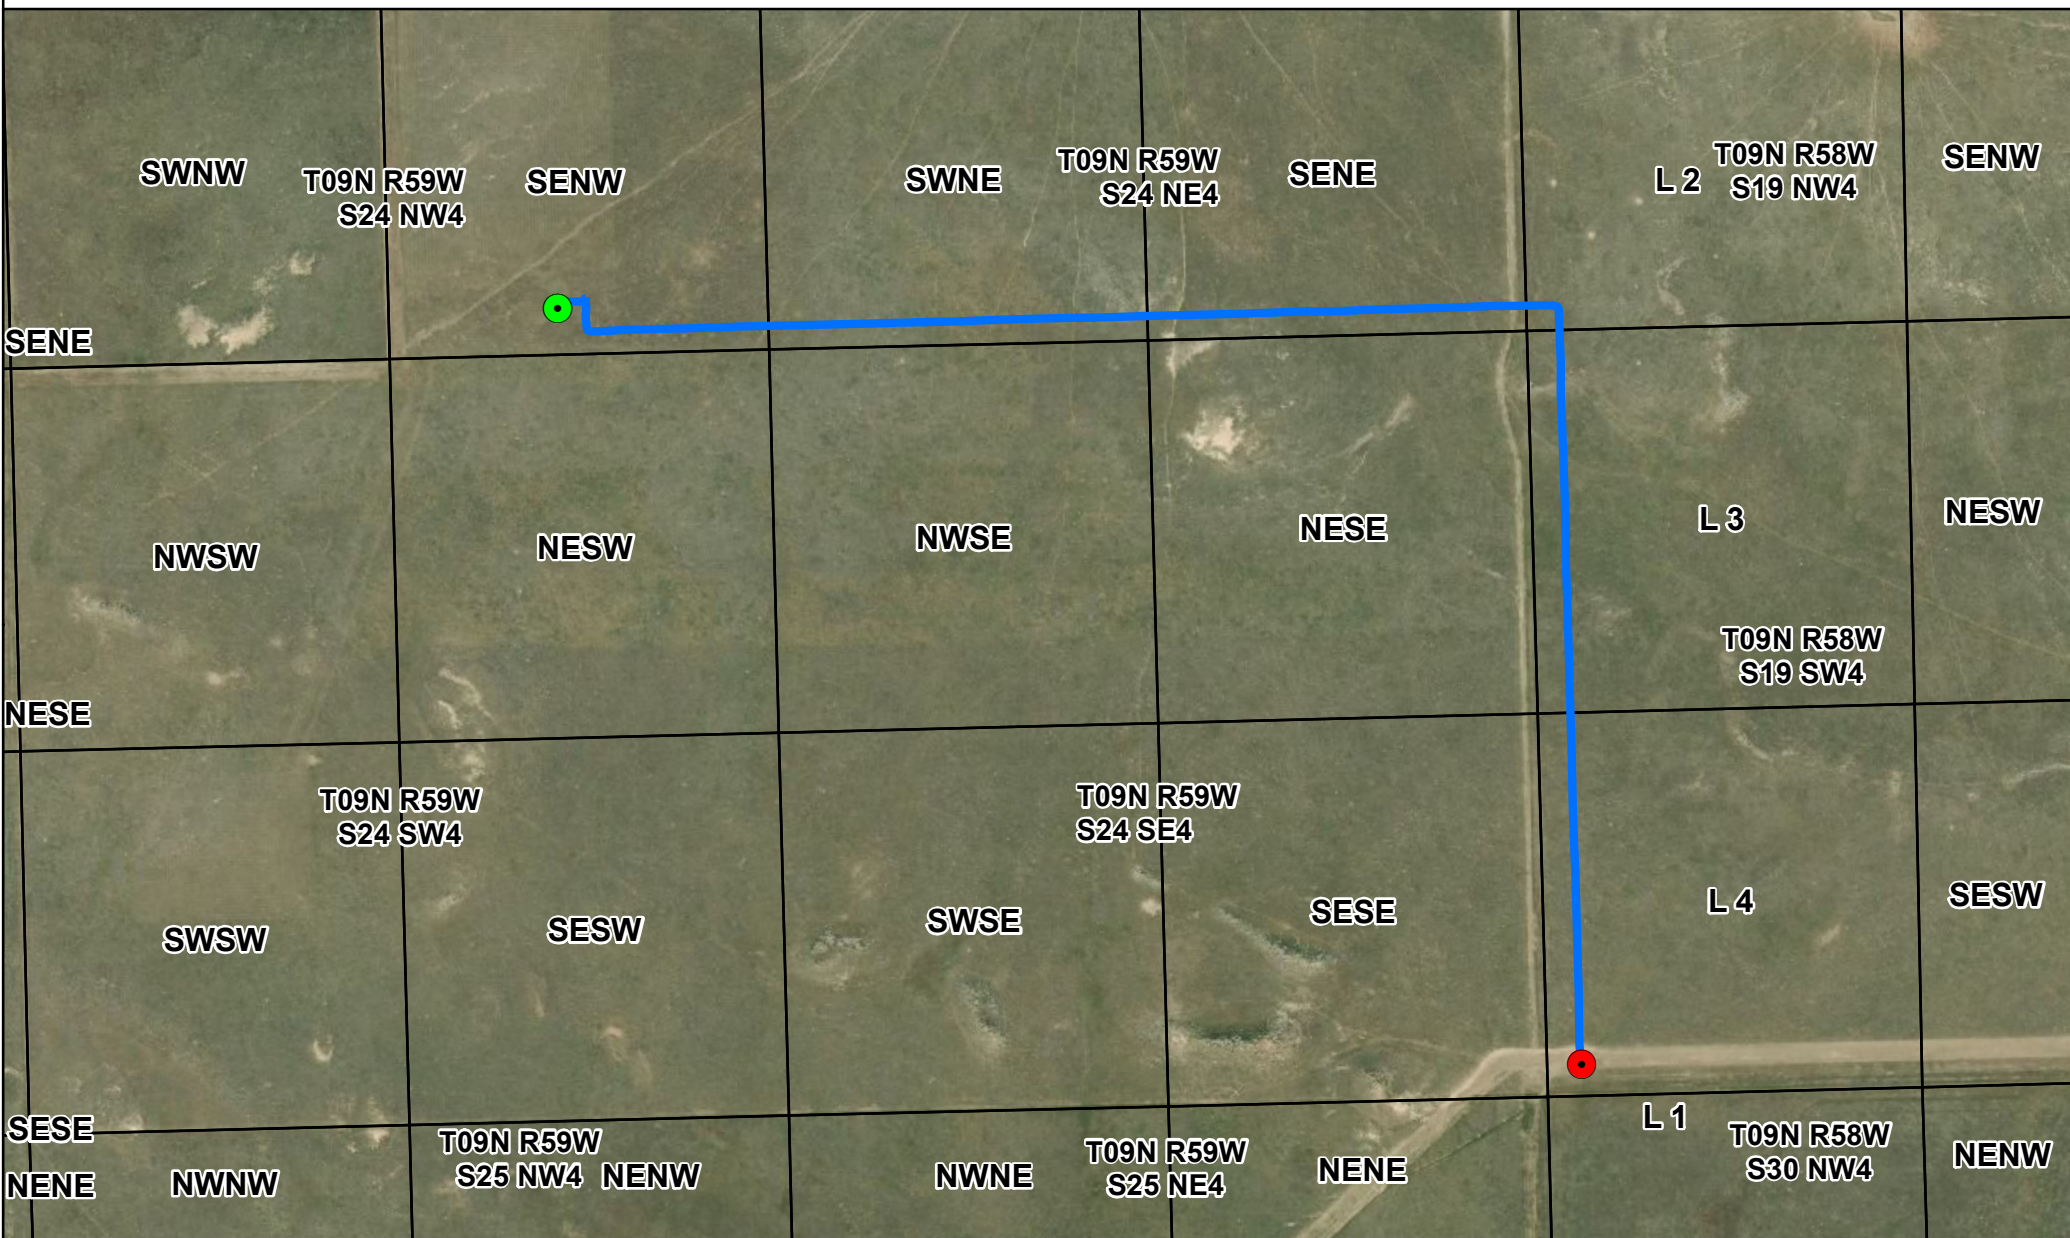 SWNW
T09N R59W
S24 NW4
SENW
SWNE
T09N R59W
S24 NE4
SENE
L 2
T09N R58W
S19 NW4
SENW
SENE
NWSW
NESW
NWSE
NESE
L 3
NESW
T09N R58W
S19 SW4
NESE
T09N R59W
S24 SW4
T09N R59W
S24 SE4
SWSW
SESW
SWSE
SESE
L 4
SESW
SESE
NENE
NWNW
T09N R59W
S25 NW4
NENW
NWNE
T09N R59W
S25 NE4
NENE
L 1
T09N R58W
S30 NW4
NENW